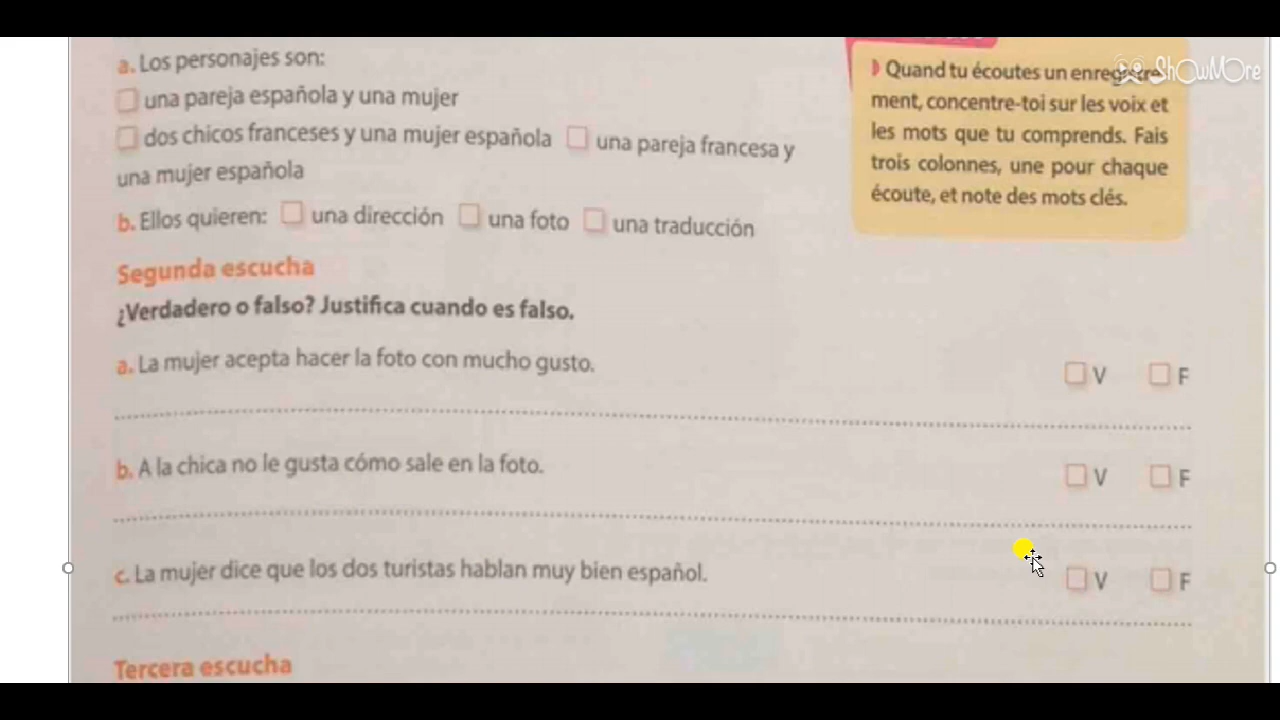 a. Los personajes son:
una pareja española y una mujer
dos chicos franceses y una mujer española una pareja francesa y
una mujer española
b. Ellos quieren: una dirección una foto una traducción
Segunda escucha
¿Verdadero o falso? Justifica cuando es falso.
a. La mujer acepta hacer la foto con mucho gusto.
V F
b. A la chica no le gusta cómo sale en la foto.
V F
c. La mujer dice que los dos turistas hablan muy bien español.
V F
Tercera escucha
ShowMore
Quand tu écoutes un enregistre-
ment, concentre-toi sur les voix et
les mots que tu comprends. Fais
trois colonnes, une pour chaque
écoute, et note des mots clés.